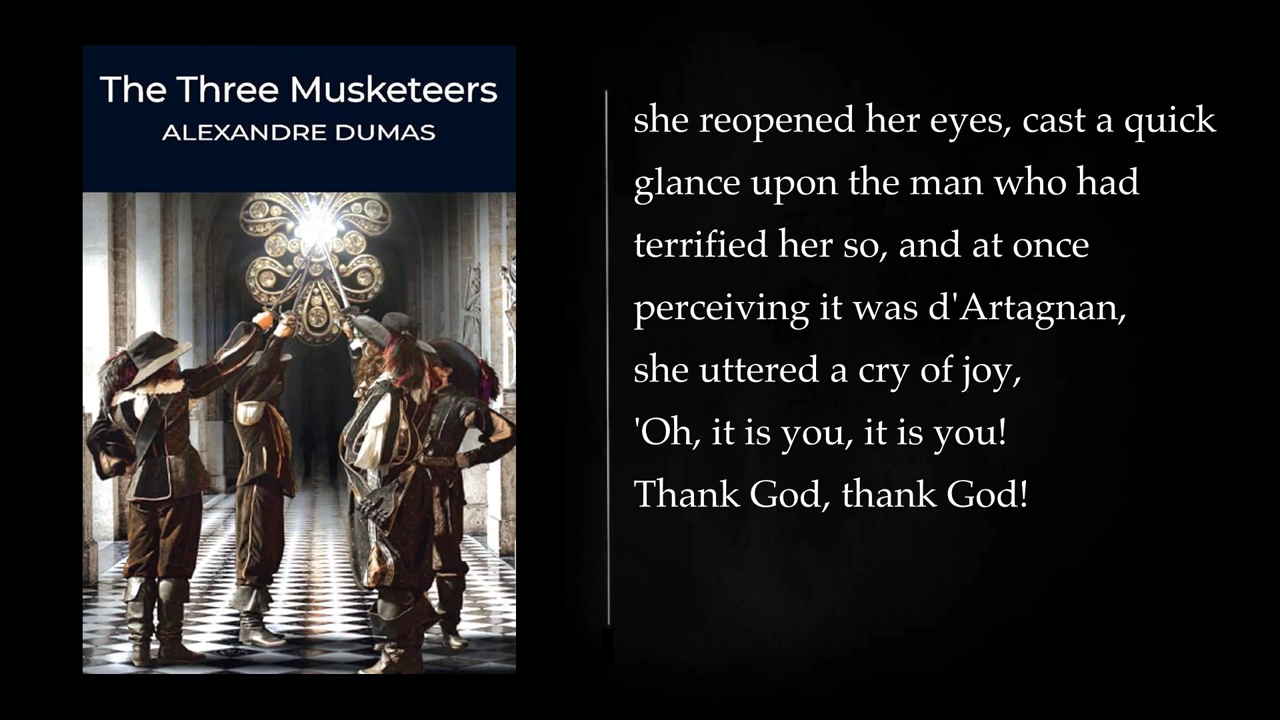 The Three Musketeers
ALEXANDRE DUMAS
she reopened her eyes, cast a quick
glance upon the man who had
terrified her so, and at once
perceiving it was d'Artagnan,
she uttered a cry of joy,
'Oh, it is you, it is you!
Thank God, thank God!